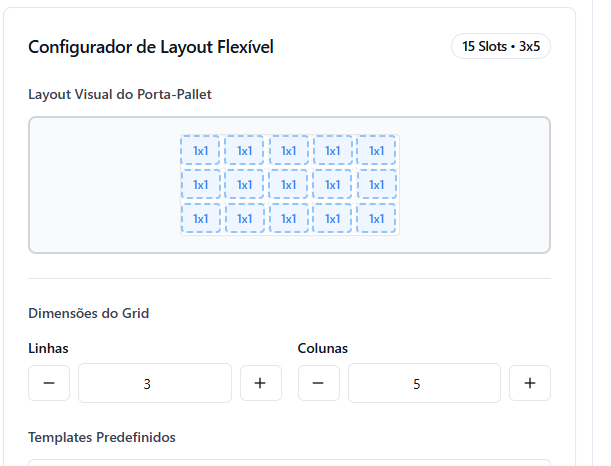 Configurador de Layout Flexível
15 Slots • 3x5
Layout Visual do Porta-Pallet
1x1 1x1 1x1 1x1 1x1
1x1 1x1 1x1 1x1 1x1
1x1 1x1 1x1 1x1 1x1
Dimensões do Grid
Linhas
Colunas
− 3 + − 5 +
Templates Predefinidos